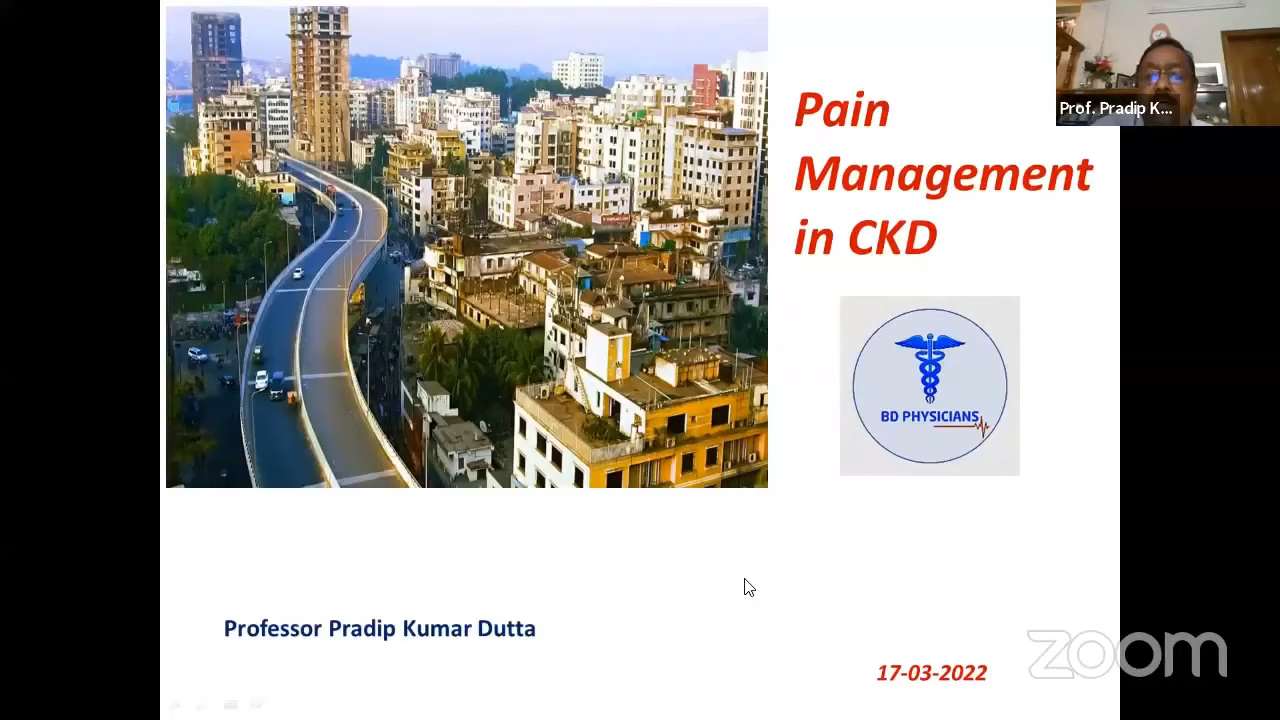 Pain
Management
in CKD
Prof. Pradip K...
BD PHYSICIANS
Professor Pradip Kumar Dutta
17-03-2022
zoom